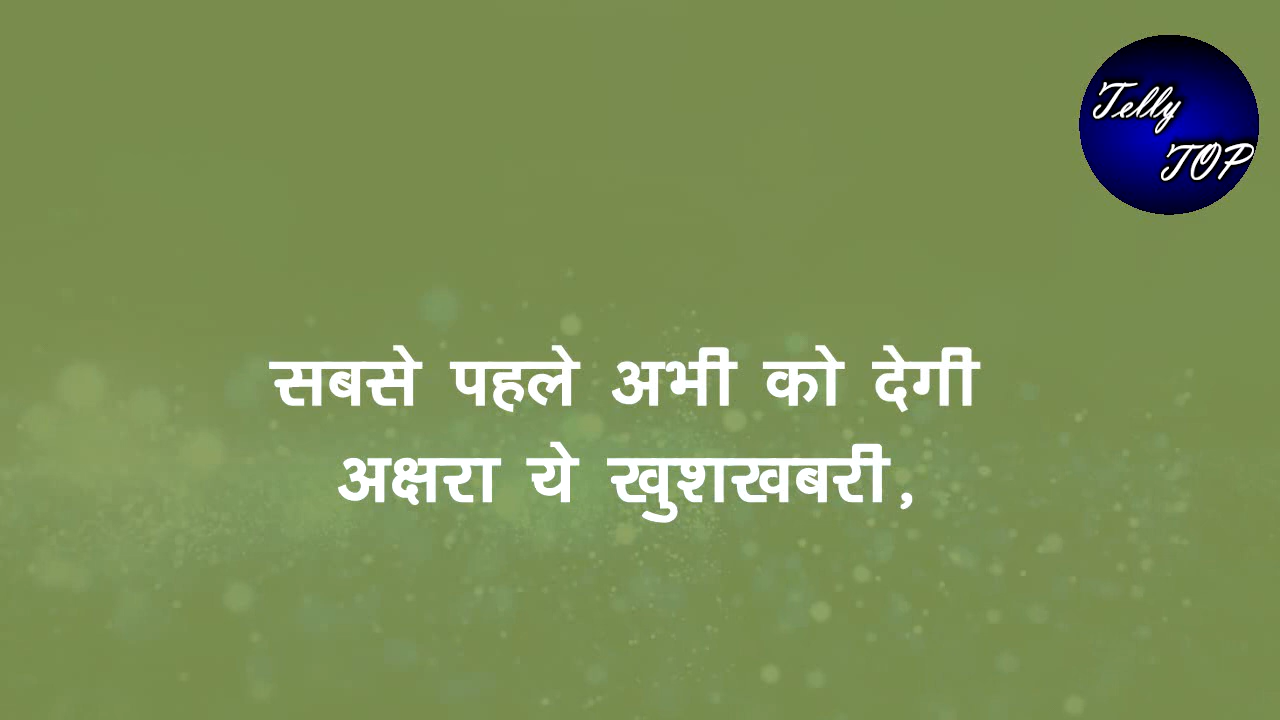 Telly
TOP
सबसे पहले अभी को देगी
अक्षरा ये खुशखबरी,